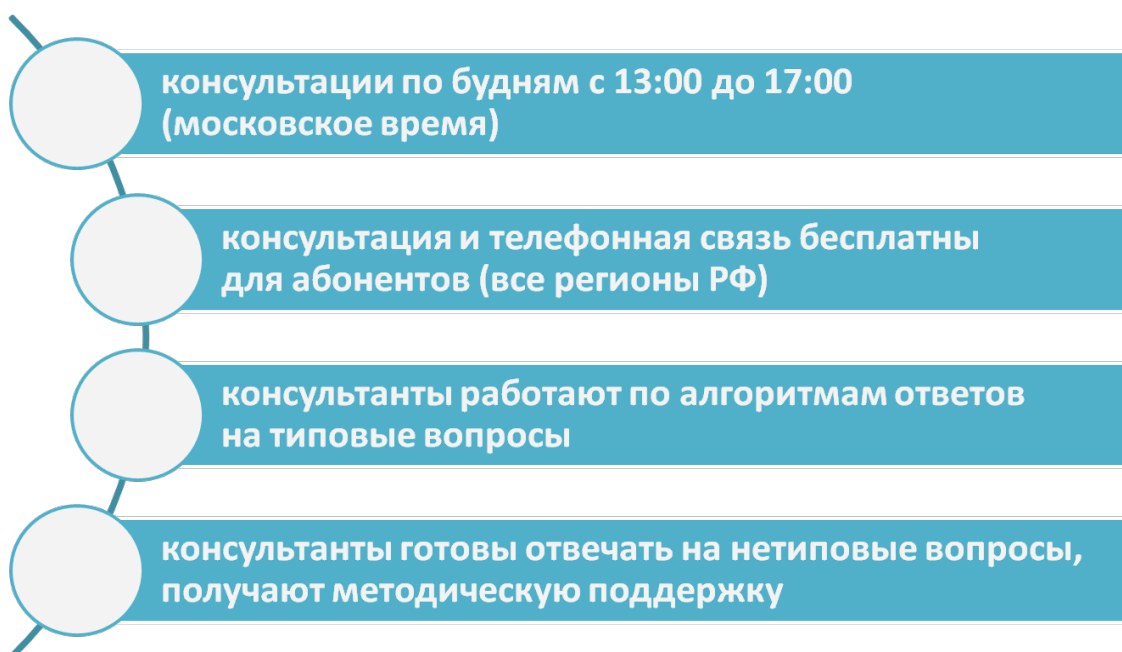 консультации по будням с 13:00 до 17:00
(московское время)
консультация и телефонная связь бесплатны
для абонентов (все регионы РФ)
консультанты работают по алгоритмам ответов
на типовые вопросы
консультанты готовы отвечать на нетиповые вопросы,
получают методическую поддержку